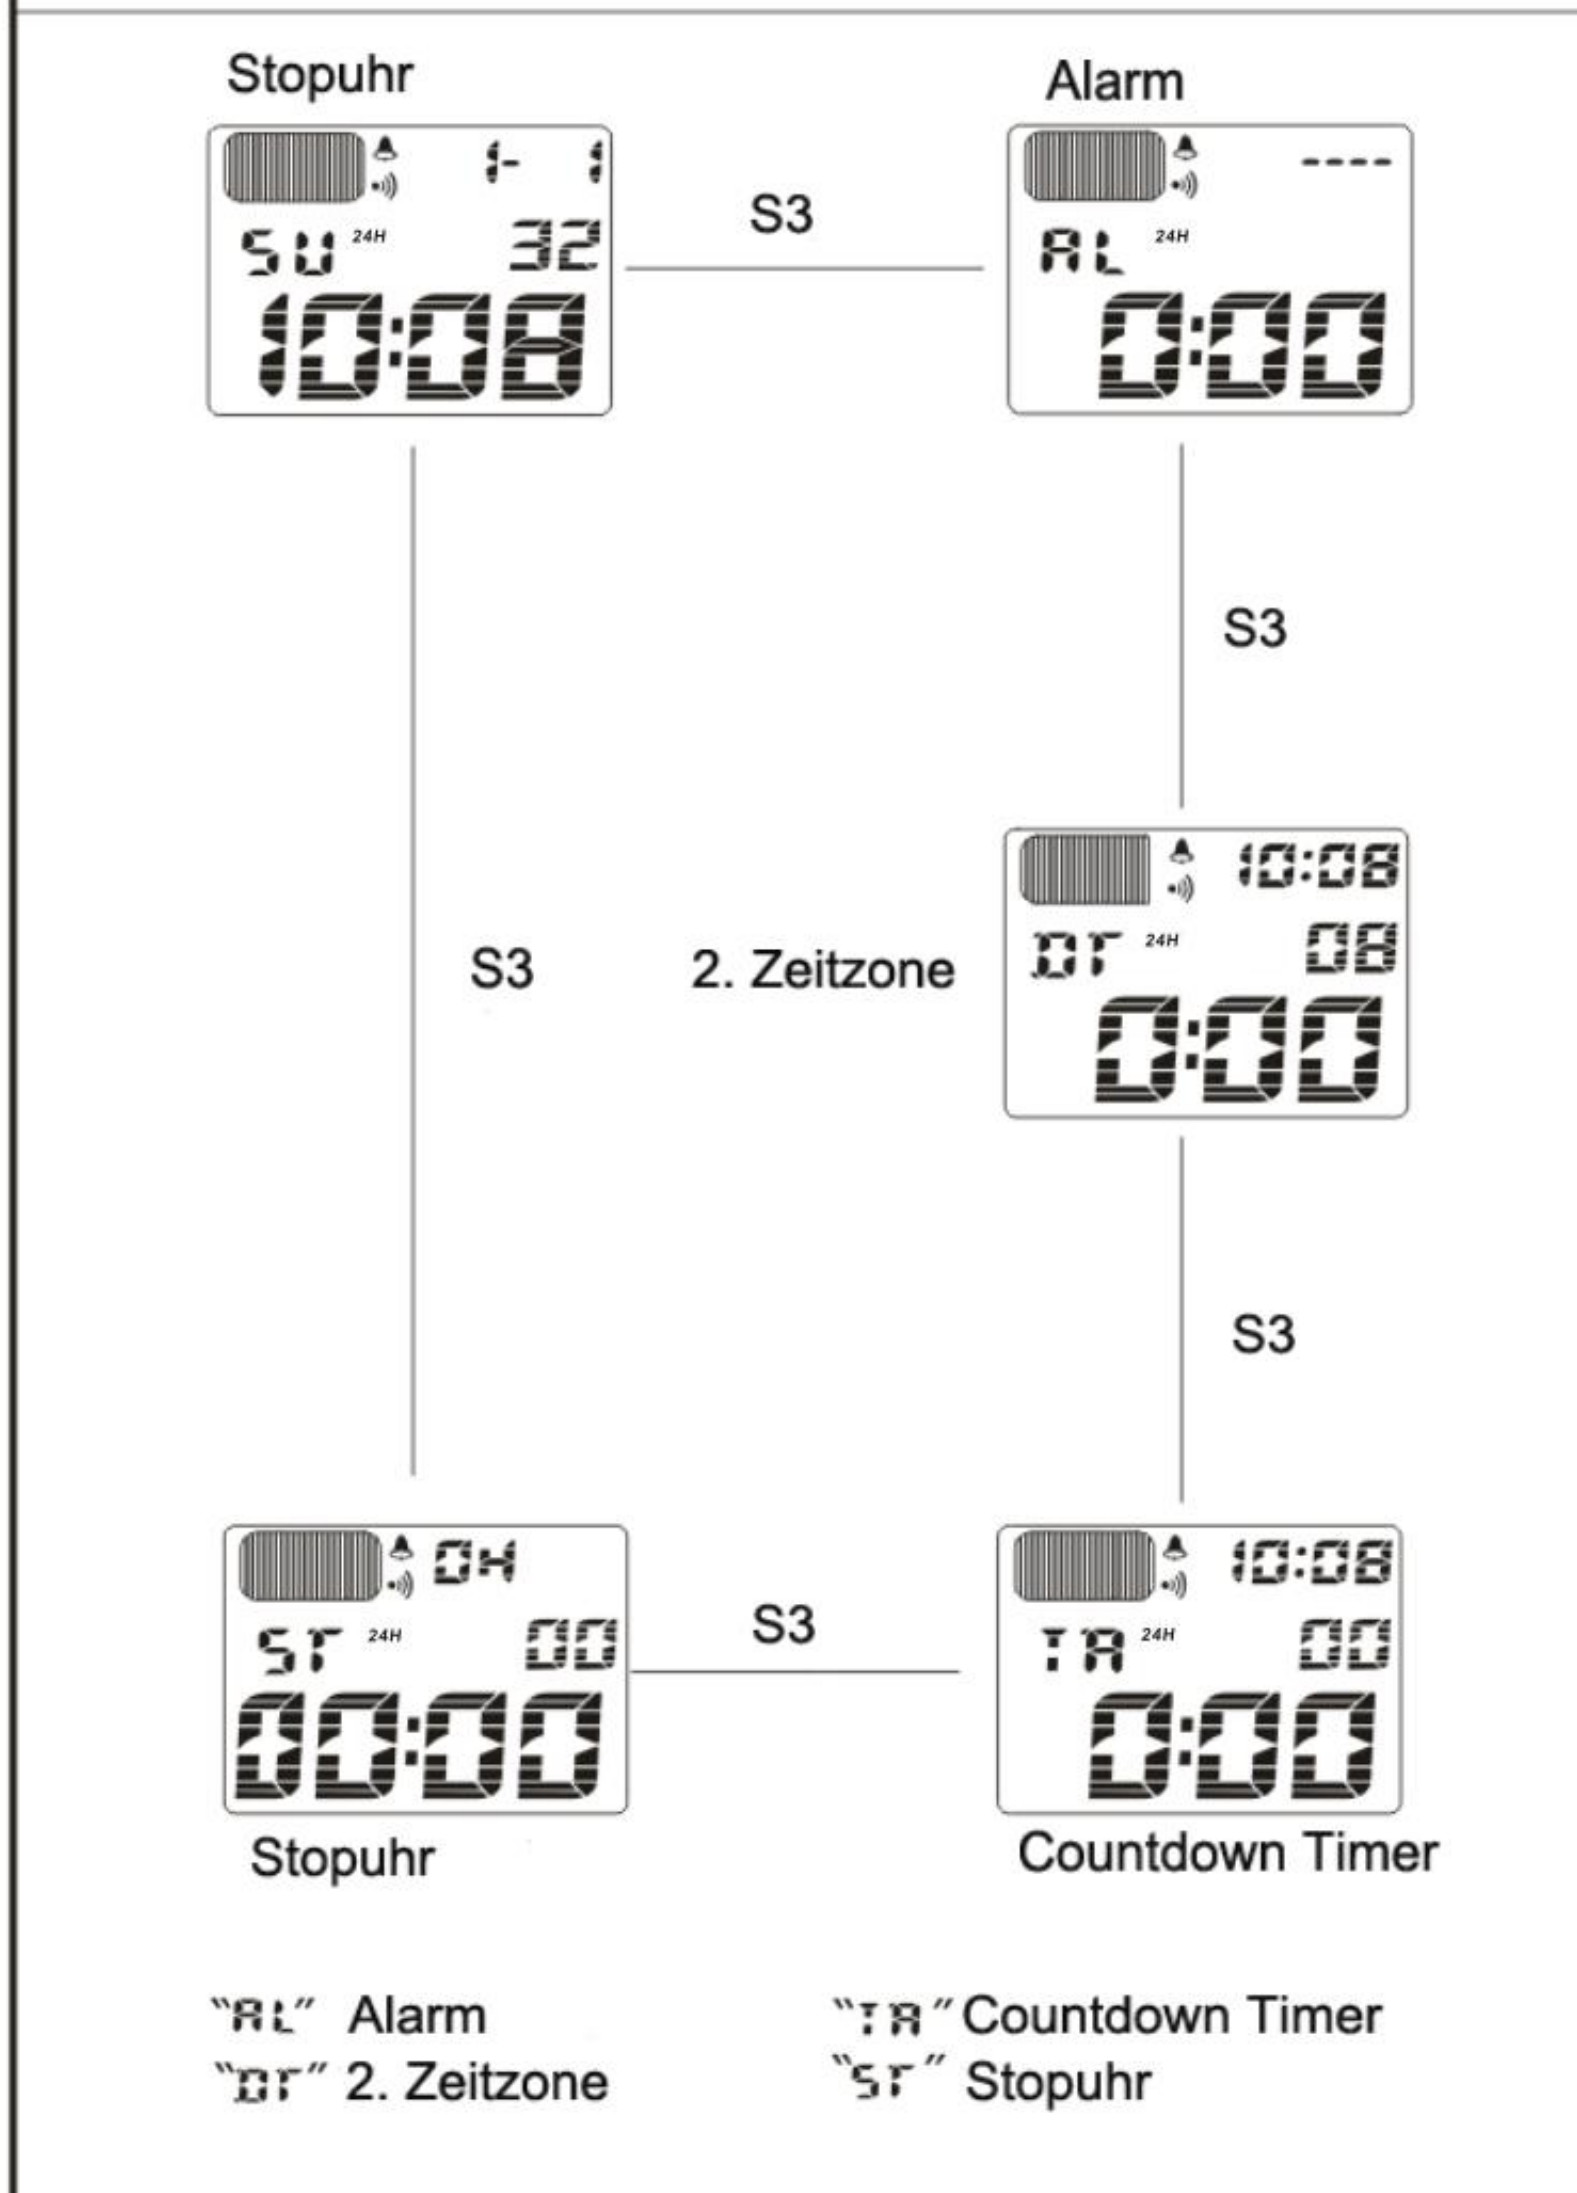 Stopuhr
Alarm
1- 1
SU 24H 32
10:08
S3
----
AL 24H
0:00
S3
S3
2. Zeitzone
10:08
DT 24H 08
0:00
S3
0H
ST 24H 00
00:00
Stopuhr
S3
10:08
TA 24H 00
0:00
Countdown Timer
"AL" Alarm
"TA" Countdown Timer
"DT" 2. Zeitzone
"ST" Stopuhr